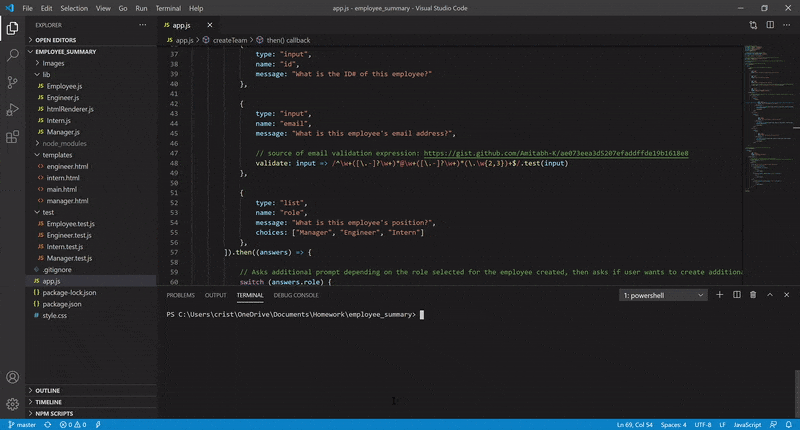 File Edit Selection View Go Run Terminal Help
app.js - employee_summary - Visual Studio Code
EXPLORER
OPEN EDITORS
EMPLOYEE_SUMMARY
Images
lib
Employee.js
Engineer.js
htmlRenderer.js
Intern.js
Manager.js
node_modules
templates
engineer.html
intern.html
main.html
manager.html
test
Employee.test.js
Engineer.test.js
Intern.test.js
Manager.test.js
.gitignore
app.js
package-lock.json
package.json
style.css
OUTLINE
TIMELINE
NPM SCRIPTS
app.js
app.js > createTeam > then() callback
37 type: "input",
38 name: "id",
39 message: "What is the ID# of this employee?"
40 },
41
42 {
43 type: "input",
44 name: "email",
45 message: "What is this employee's email address?",
46
47 // source of email validation expression: https://gist.github.com/Amitabh-K/ae073eea3d5207efaddffde19b1618e8
48 validate: input => /^\w+([\.-]?\w+)*@\w+([\.-]?\w+)*(\.\w{2,3})+$/.test(input)
49 },
50
51 {
52 type: "list",
53 name: "role",
54 message: "What is this employee's position?",
55 choices: ["Manager", "Engineer", "Intern"]
56 },
57 ]).then((answers) => {
58
59 // Asks additional prompt depending on the role selected for the employee created, then asks if user wants to create additiona
60 switch (answers.role) {
PROBLEMS OUTPUT TERMINAL DEBUG CONSOLE
1: powershell
PS C:\Users\crist\OneDrive\Documents\Homework\employee_summary>
master 0 0
Ln 69, Col 54 Spaces: 4 UTF-8 LF JavaScript